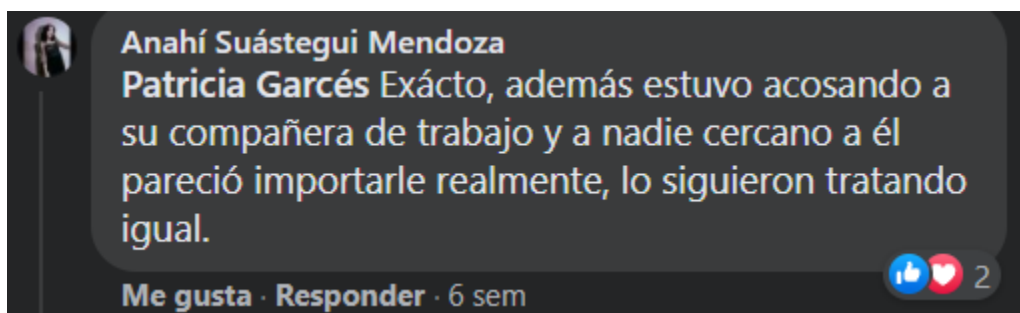 Anahí Suástegui Mendoza
Patricia Garcés Exácto, además estuvo acosando a
su compañera de trabajo y a nadie cercano a él
pareció importarle realmente, lo siguieron tratando
igual.
2
Me gusta · Responder · 6 sem